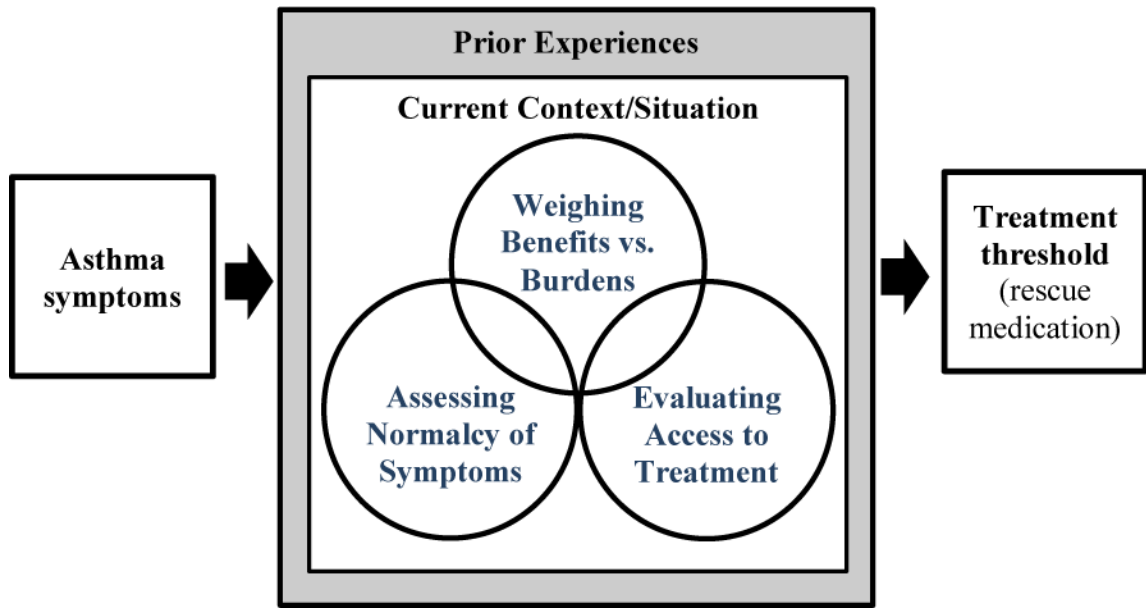 Prior Experiences
Current Context/Situation
Asthma
symptoms
Weighing
Benefits vs.
Burdens
Assessing
Normalcy of
Symptoms
Evaluating
Access to
Treatment
Treatment
threshold
(rescue
medication)